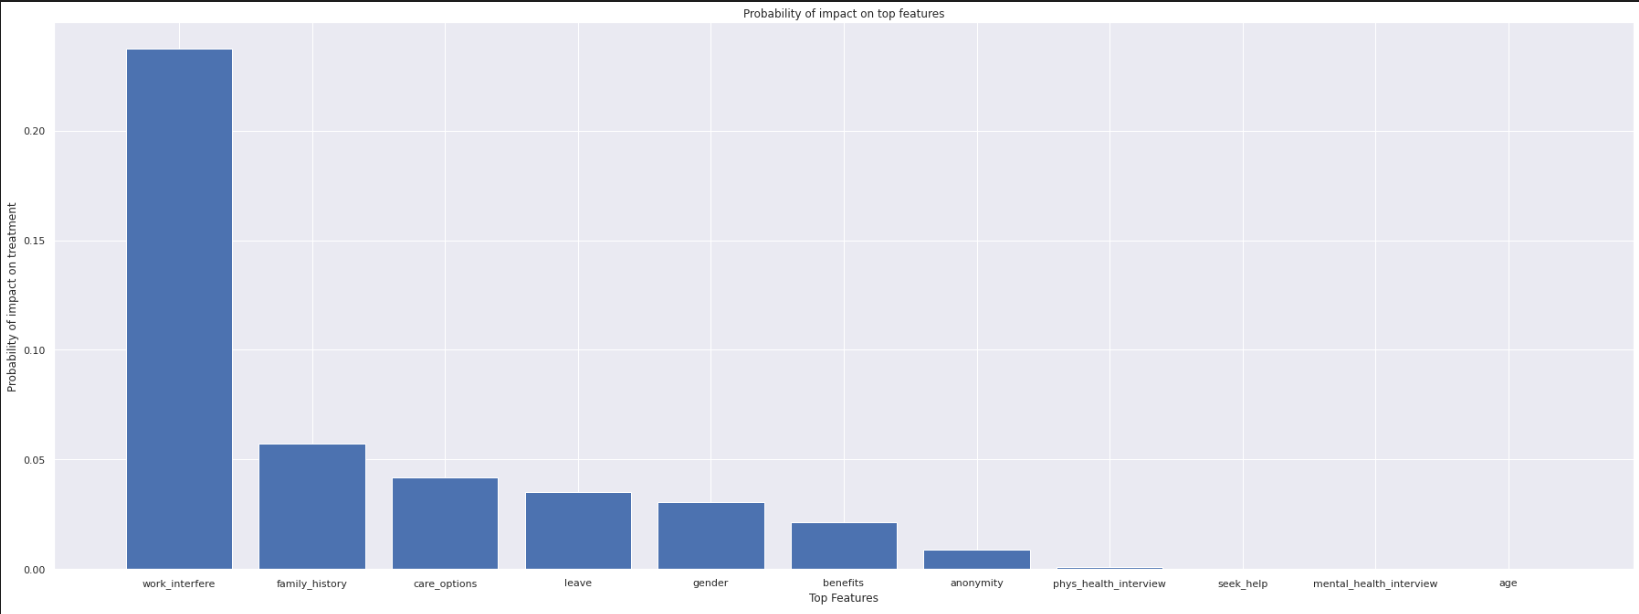 Probability of impact on top features
Probability of impact on treatment
0.20
0.15
0.10
0.05
0.00
work_interfere family_history care_options leave gender benefits anonymity phys_health_interview seek_help mental_health_interview age
Top Features